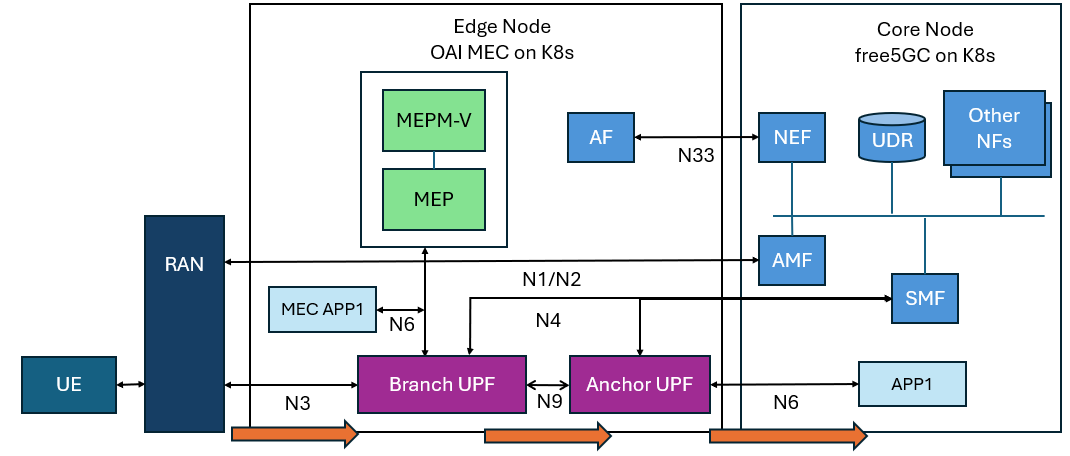 Edge Node
OAI MEC on K8s
Core Node
free5GC on K8s
MEPM-V
MEP
AF
N33
NEF
UDR
Other
NFs
RAN
AMF
N1/N2
MEC APP1
N6
N4
SMF
UE
N3
Branch UPF
N9
Anchor UPF
N6
APP1